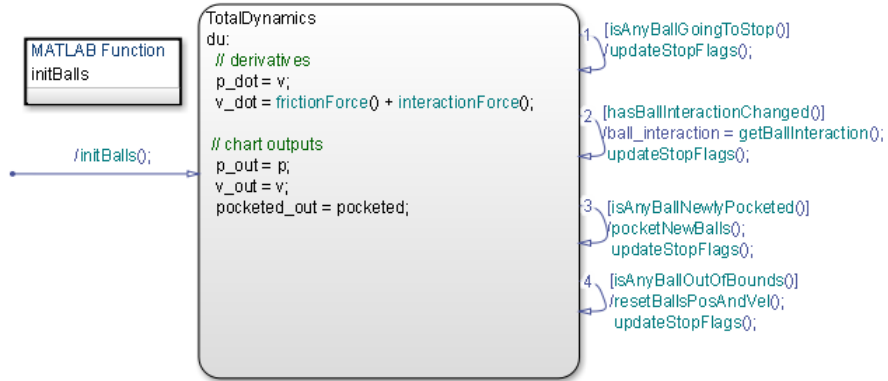 MATLAB Function
initBalls
/initBalls();
TotalDynamics
du:
// derivatives
p_dot = v;
v_dot = frictionForce() + interactionForce();
// chart outputs
p_out = p;
v_out = v;
pocketed_out = pocketed;
1
[isAnyBallGoingToStop()]
/updateStopFlags();
2
[hasBallInteractionChanged()]
/ball_interaction = getBallInteraction();
updateStopFlags();
3
[isAnyBallNewlyPocketed()]
/pocketNewBalls();
updateStopFlags();
4
[isAnyBallOutOfBounds()]
/resetBallsPosAndVel();
updateStopFlags();